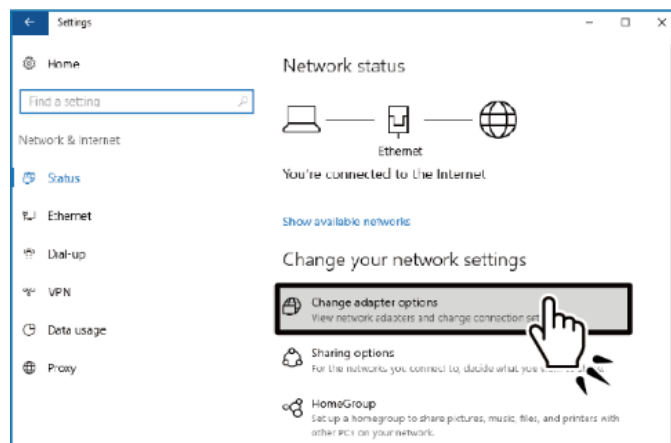 Settings
Home
Find a setting
Network & Internet
Status
Ethernet
Dial-up
VPN
Data usage
Proxy
Network status
Ethernet
You're connected to the Internet
Show available networks
Change your network settings
Change adapter options
View network adapters and change connection set
Sharing options
For the networks you connect to, decide what you
HomeGroup
Set up a homegroup to share pictures, music, files, and printers with
other PCs on your network.